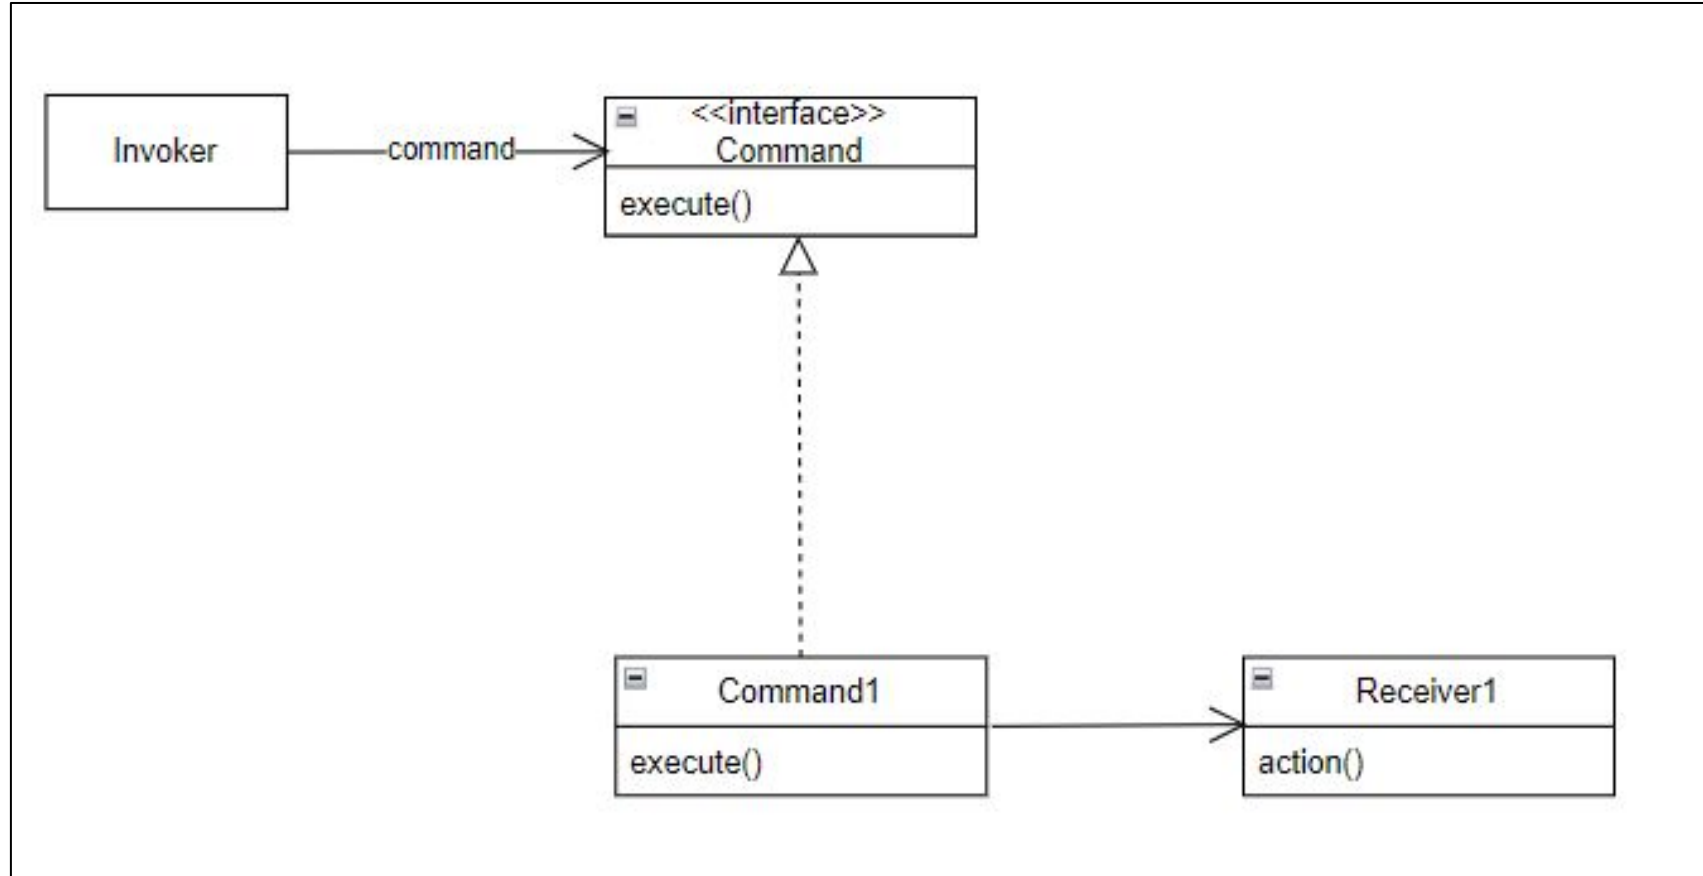 Invoker
command
<<interface>>
Command
execute()
Command1
execute()
Receiver1
action()